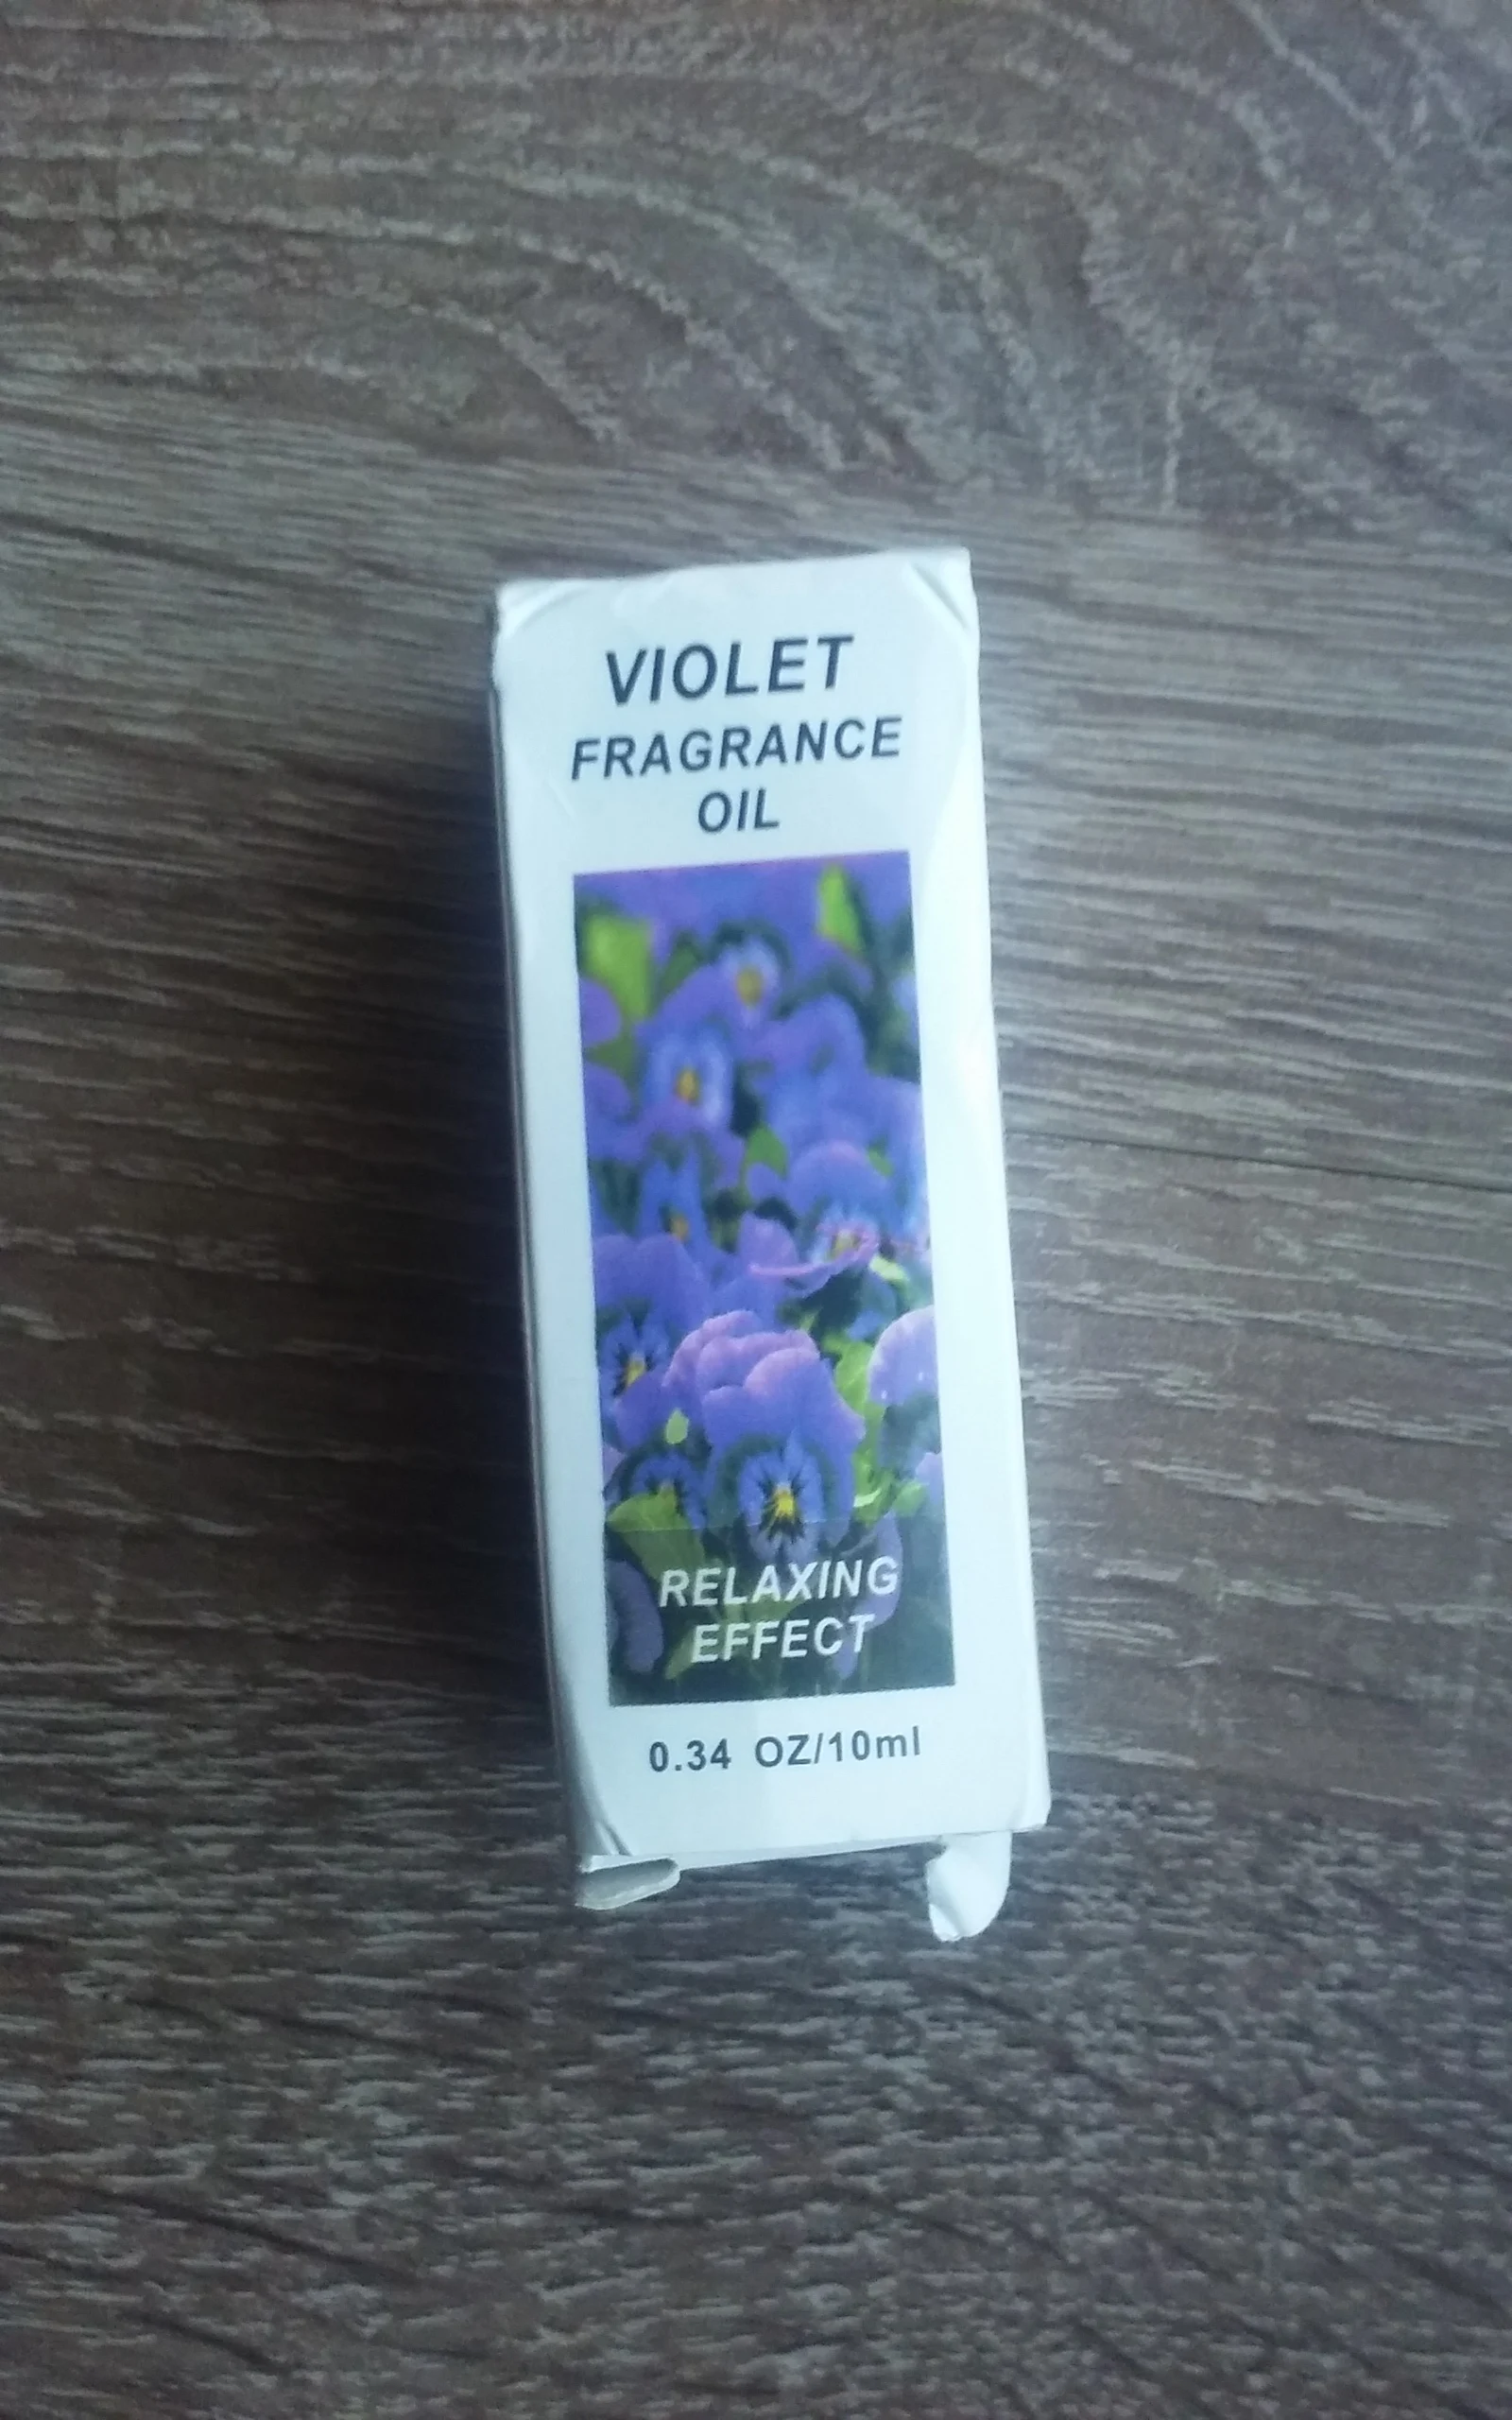 VIOLET
FRAGRANCE
OIL
RELAXING
EFFECT
0.34 OZ/10ml